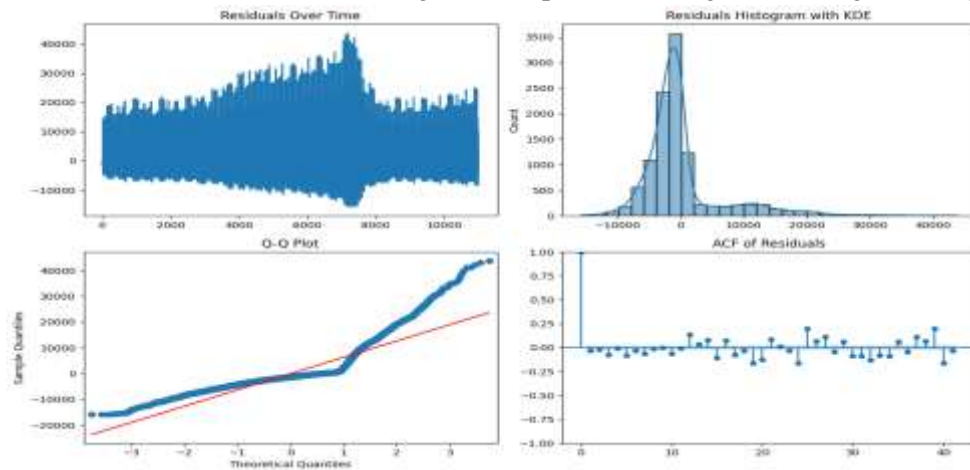 Residuals Over Time
40000
30000
20000
10000
0
−10000
0 2000 4000 6000 8000 10000
Residuals Histogram with KDE
Count
3500
3000
2500
2000
1500
1000
500
0
−10000 0 10000 20000 30000 40000
Q-Q Plot
Sample Quantiles
40000
30000
20000
10000
0
−10000
−20000
−3 −2 −1 0 1 2 3
Theoretical Quantiles
ACF of Residuals
1.00
0.75
0.50
0.25
0.00
−0.25
−0.50
−0.75
−1.00
0 10 20 30 40